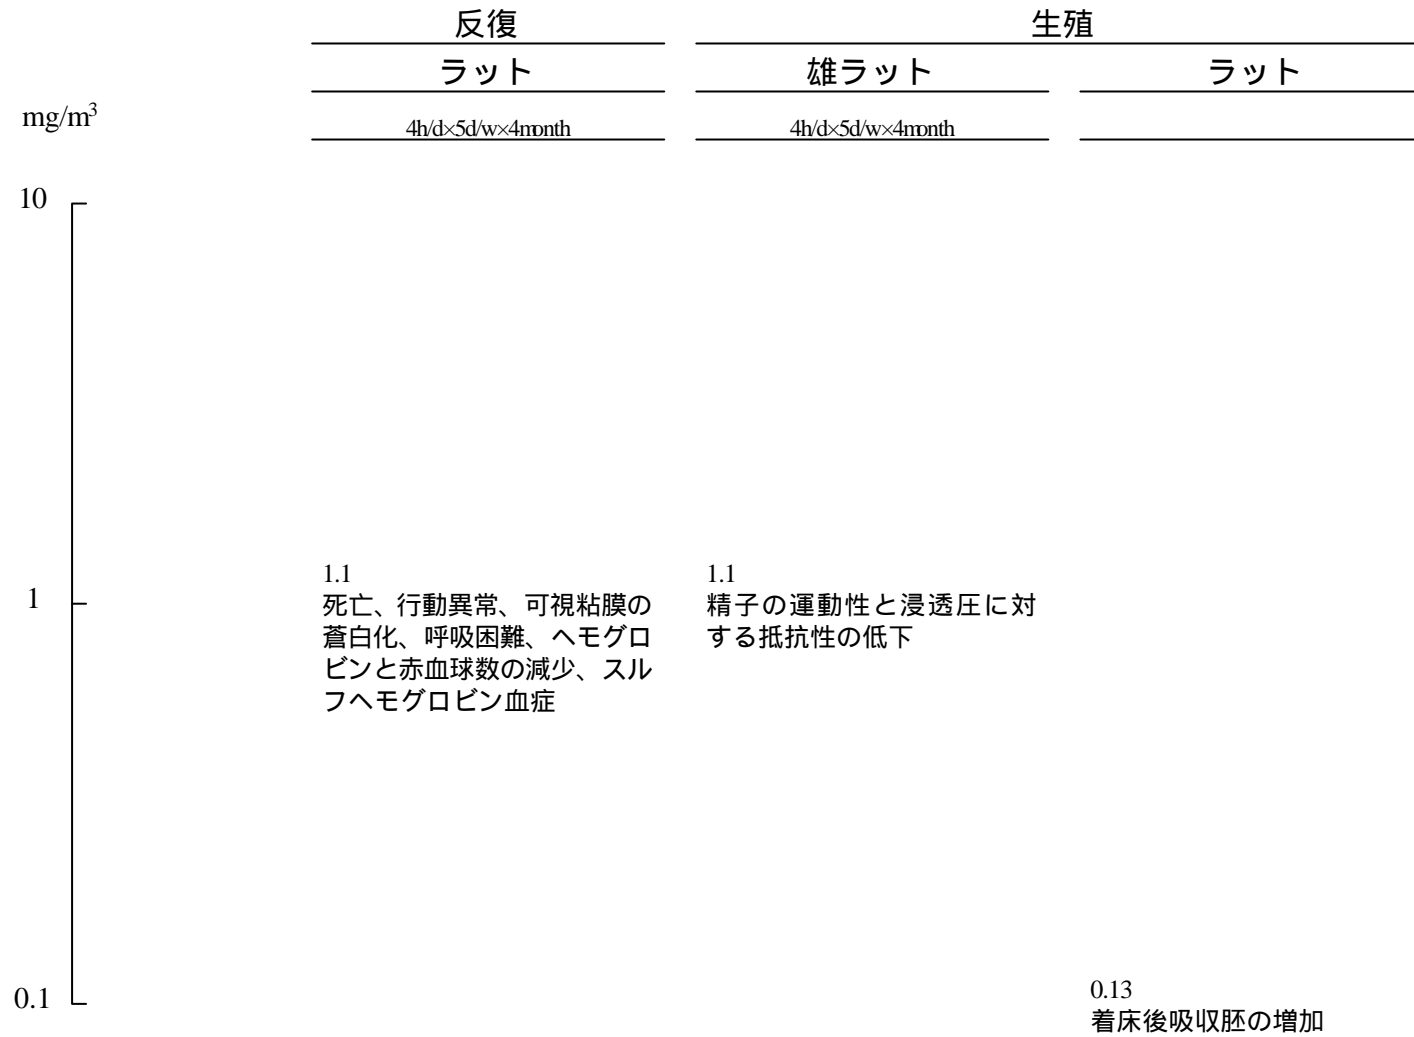 反復
生殖
ラット
雄ラット
ラット
mg/m³
4h/d×5d/w×4month
4h/d×5d/w×4month
10
1
0.1
1.1
死亡、行動異常、可視粘膜の
蒼白化、呼吸困難、ヘモグロ
ビンと赤血球数の減少、スル
フヘモグロビン血症
1.1
精子の運動性と浸透圧に対
する抵抗性の低下
0.13
着床後吸収胚の増加